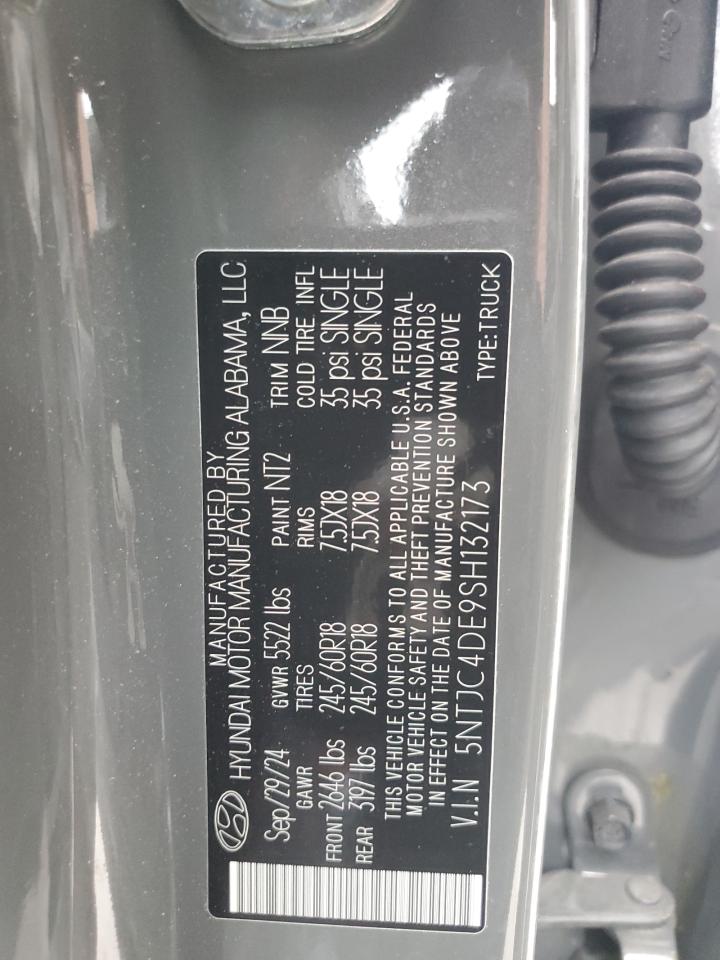 MANUFACTURED BY
HYUNDAI MOTOR MANUFACTURING ALABAMA, LLC
Sep/29/24 GVWR 5522 lbs PAINT NT2 TRIM NNB
GAWR TIRES RIMS COLD TIRE INFL
FRONT 2646 lbs 245/60R18 7.5JX18 35 psi SINGLE
REAR 3197 lbs 245/60R18 7.5JX18 35 psi SINGLE
THIS VEHICLE CONFORMS TO ALL APPLICABLE U.S.A. FEDERAL
MOTOR VEHICLE SAFETY AND THEFT PREVENTION STANDARDS
IN EFFECT ON THE DATE OF MANUFACTURE SHOWN ABOVE
V.I.N 5NTJC4DE9SH132173
TYPE:TRUCK